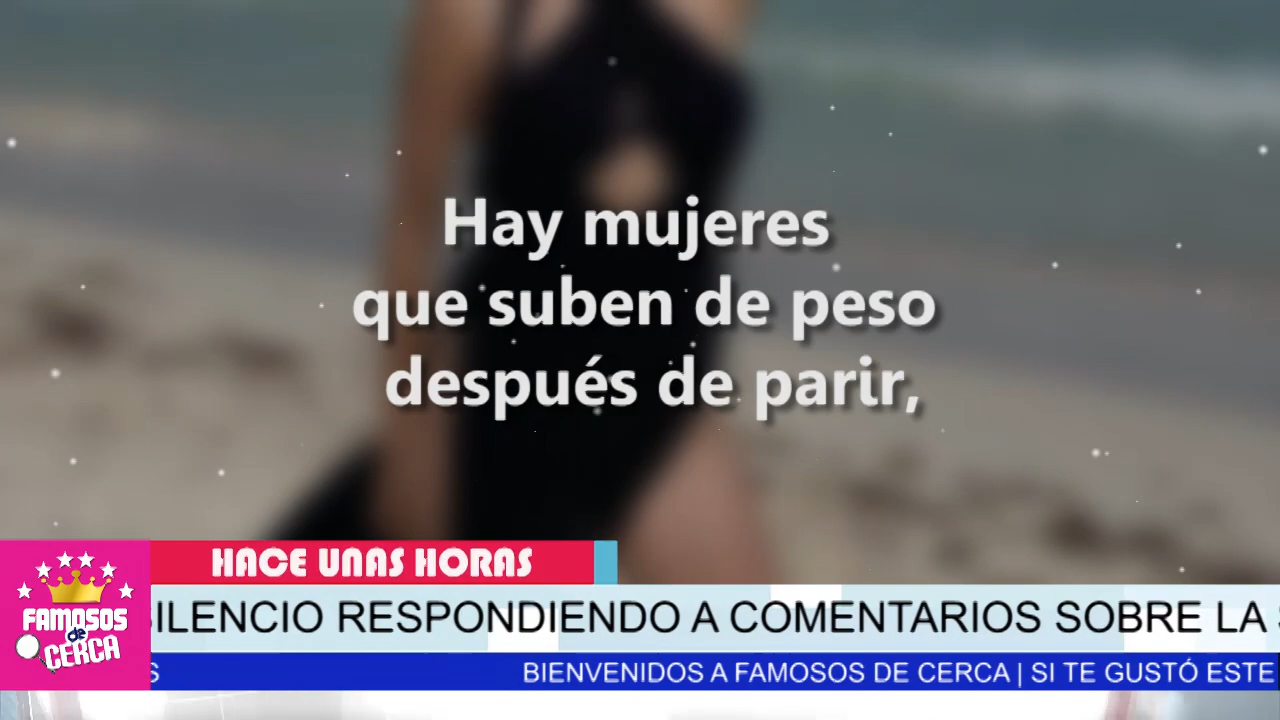 Hay mujeres
que suben de peso
después de parir,
HACE UNAS HORAS
FAMOSOS
de
CERCA
SILENCIO RESPONDIENDO A COMENTARIOS SOBRE LA
S
BIENVENIDOS A FAMOSOS DE CERCA | SI TE GUSTÓ ESTE